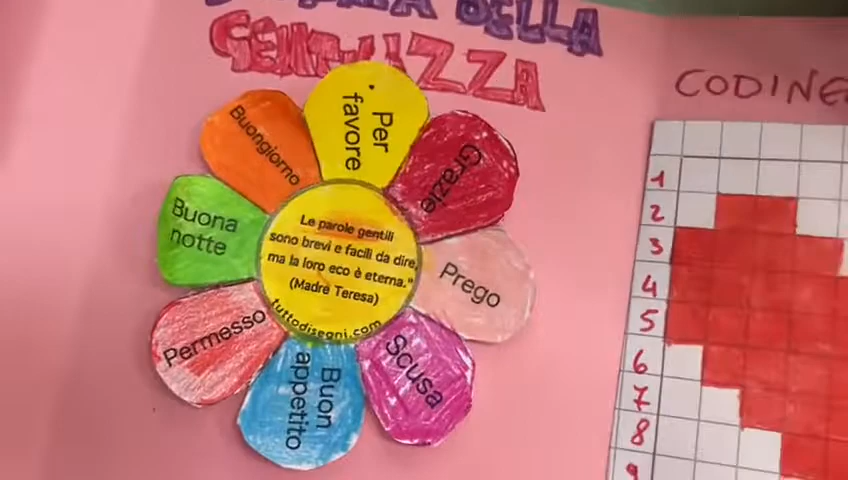 DELLA
GENTILEZZA
Per
favore
Grazie
Prego
Scusa
Buon
appetito
Permesso
Buona
notte
Buongiorno
Le parole gentili
sono brevi e facili da dire,
ma la loro eco è eterna."
(Madre Teresa)
tuttodisegni.com
CODING
1
2
3
4
5
6
7
8
9